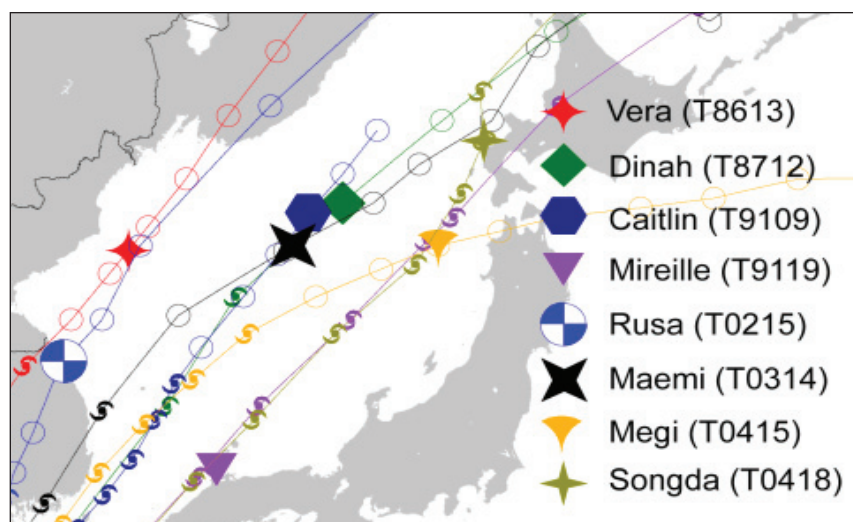 Vera (T8613)
Dinah (T8712)
Caitlin (T9109)
Mireille (T9119)
Rusa (T0215)
Maemi (T0314)
Megi (T0415)
Songda (T0418)